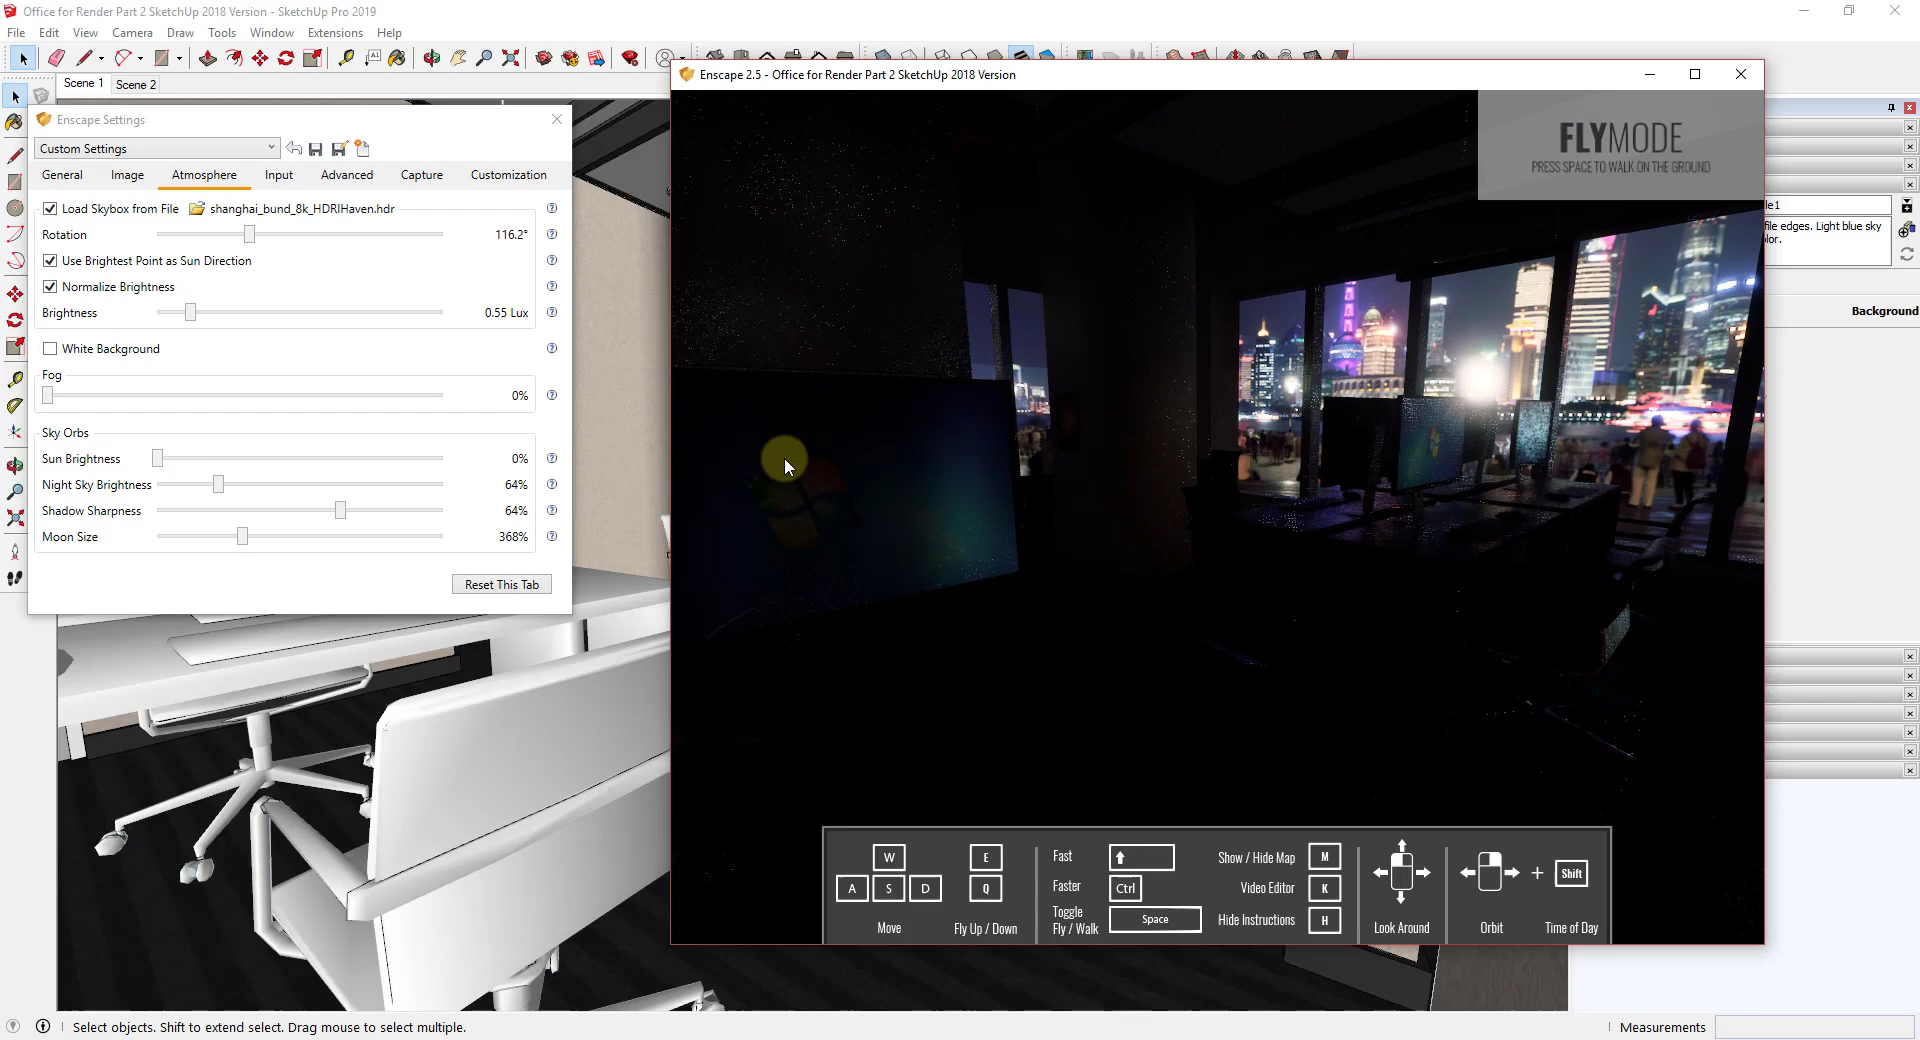 Office for Render Part 2 SketchUp 2018 Version - SketchUp Pro 2019
File Edit View Camera Draw Tools Window Extensions Help
Scene 1 Scene 2
Enscape Settings
Custom Settings
General Image Atmosphere Input Advanced Capture Customization
Load Skybox from File shanghai_bund_8k_HDRIHaven.hdr
Rotation 116.2°
Use Brightest Point as Sun Direction
Normalize Brightness
Brightness 0.55 Lux
White Background
Fog
0%
Sky Orbs
Sun Brightness 0%
Night Sky Brightness 64%
Shadow Sharpness 64%
Moon Size 368%
Reset This Tab
Enscape 2.5 - Office for Render Part 2 SketchUp 2018 Version
FLYMODE
PRESS SPACE TO WALK ON THE GROUND
W
A S D
Move
E
Q
Fly Up / Down
Fast
Faster Ctrl
Toggle
Fly / Walk Space
Show / Hide Map M
Video Editor K
Hide Instructions H
Look Around
Orbit
+ Shift
Time of Day
le1
file edges. Light blue sky
lor.
Background
Select objects. Shift to extend select. Drag mouse to select multiple.
Measurements